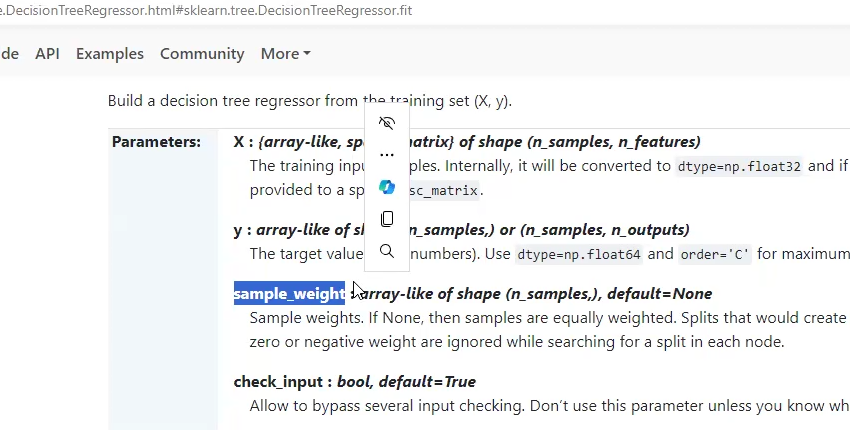 e.DecisionTreeRegressor.html#sklearn.tree.DecisionTreeRegressor.fit
de API Examples Community More
Build a decision tree regressor from the training set (X, y).
Parameters:
X : {array-like, sp matrix} of shape (n_samples, n_features)
The training inpu ples. Internally, it will be converted to dtype=np.float32 and if
provided to a sp sc_matrix.
y : array-like of sh n_samples,) or (n_samples, n_outputs)
The target value numbers). Use dtype=np.float64 and order='C' for maximum
sample_weight : array-like of shape (n_samples,), default=None
Sample weights. If None, then samples are equally weighted. Splits that would create
zero or negative weight are ignored while searching for a split in each node.
check_input : bool, default=True
Allow to bypass several input checking. Don't use this parameter unless you know wh